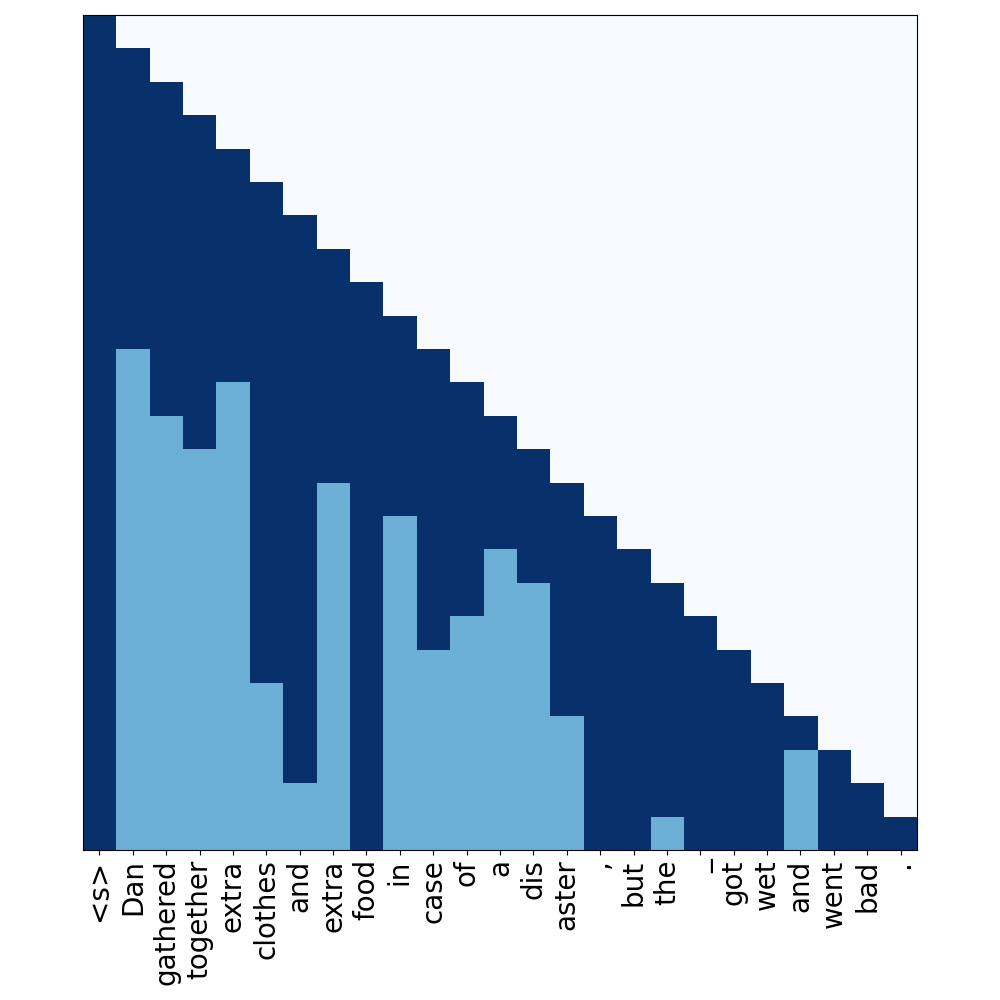 <s> Dan gathered together extra clothes and extra food in case of a dis aster , but the _ got wet and went bad .